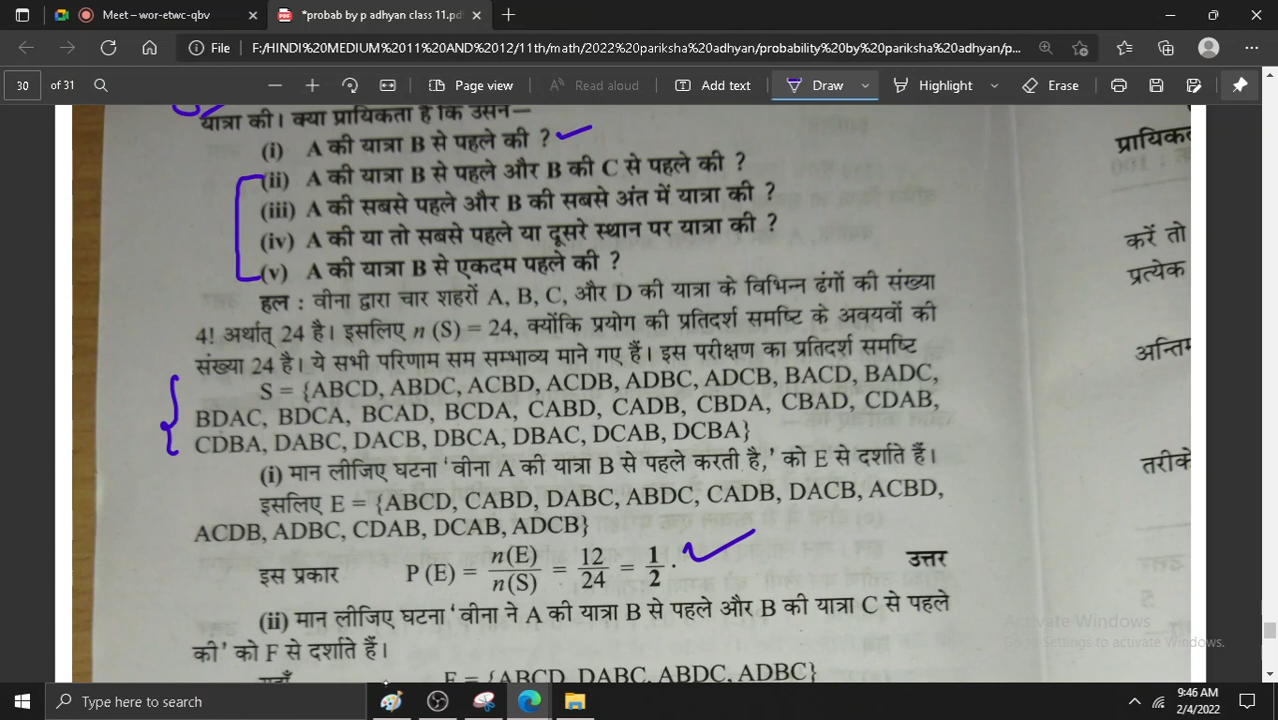 Meet – wor-etwc-qbv
*probab by p adhyan class 11.pd
File
F:/HINDI%20MEDIUM%2011%20AND%2012/11th/math/2022%20pariksha%20adhyan/probability%20by%20pariksha%20adhyan/p...
30 of 31
Page view
Read aloud
Add text
Draw
Highlight
Erase
यात्रा की। क्या प्रायिकता है कि उसने—
(i) A की यात्रा B से पहले की ?
(ii) A की यात्रा B से पहले और B की C से पहले की ?
(iii) A की सबसे पहले और B की सबसे अंत में यात्रा की ?
(iv) A की या तो सबसे पहले या दूसरे स्थान पर यात्रा की ?
(v) A की यात्रा B से एकदम पहले की ?
हल : वीना द्वारा चार शहरों A, B, C, और D की यात्रा के विभिन्न ढंगों की संख्या
4! अर्थात् 24 है। इसलिए n (S) = 24, क्योंकि प्रयोग की प्रतिदर्श समष्टि के अवयवों की
संख्या 24 है। ये सभी परिणाम सम सम्भाव्य माने गए हैं। इस परीक्षण का प्रतिदर्श समष्टि
S = {ABCD, ABDC, ACBD, ACDB, ADBC, ADCB, BACD, BADC,
BDAC, BDCA, BCAD, BCDA, CABD, CADB, CBDA, CBAD, CDAB,
CDBA, DABC, DACB, DBCA, DBAC, DCAB, DCBA}
(i) मान लीजिए घटना ‘वीना A की यात्रा B से पहले करती है,’ को E से दर्शाते हैं।
इसलिए E = {ABCD, CABD, DABC, ABDC, CADB, DACB, ACBD,
ACDB, ADBC, CDAB, DCAB, ADCB}
इस प्रकार P (E) = n(E)/n(S) = 12/24 = 1/2 . उत्तर
(ii) मान लीजिए घटना ‘वीना ने A की यात्रा B से पहले और B की यात्रा C से पहले
की’ को F से दर्शाते हैं।
यहाँ F = {ABCD, DABC, ABDC, ADBC}
प्रायिकत
करें तो
प्रत्येक
अन्तिम
तरीके
Activate Windows
Go to Settings to activate Windows.
Type here to search
9:46 AM
2/4/2022